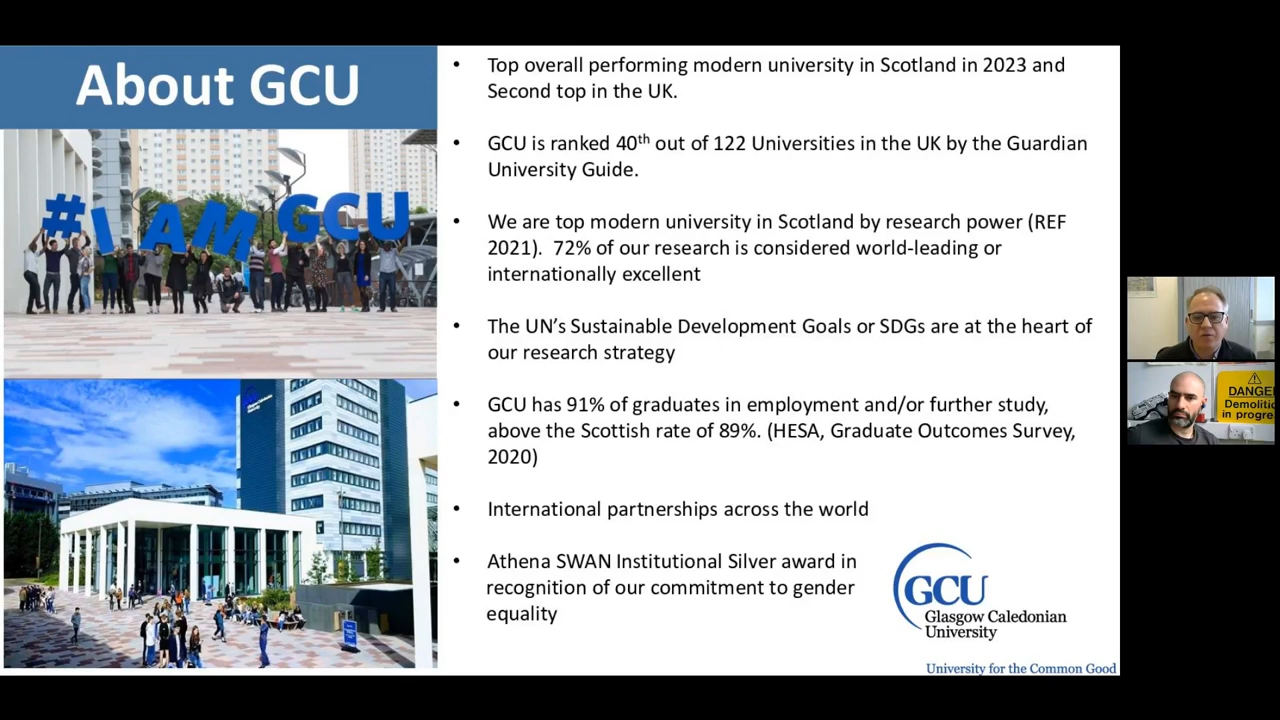 About GCU
#I AM GCU
• Top overall performing modern university in Scotland in 2023 and
Second top in the UK.
• GCU is ranked 40th out of 122 Universities in the UK by the Guardian
University Guide.
• We are top modern university in Scotland by research power (REF
2021).  72% of our research is considered world-leading or
internationally excellent
• The UN’s Sustainable Development Goals or SDGs are at the heart of
our research strategy
• GCU has 91% of graduates in employment and/or further study,
above the Scottish rate of 89%. (HESA, Graduate Outcomes Survey,
2020)
• International partnerships across the world
• Athena SWAN Institutional Silver award in
recognition of our commitment to gender
equality
GCU
Glasgow Caledonian
University
University for the Common Good
DANGE
Demoliti
in progre